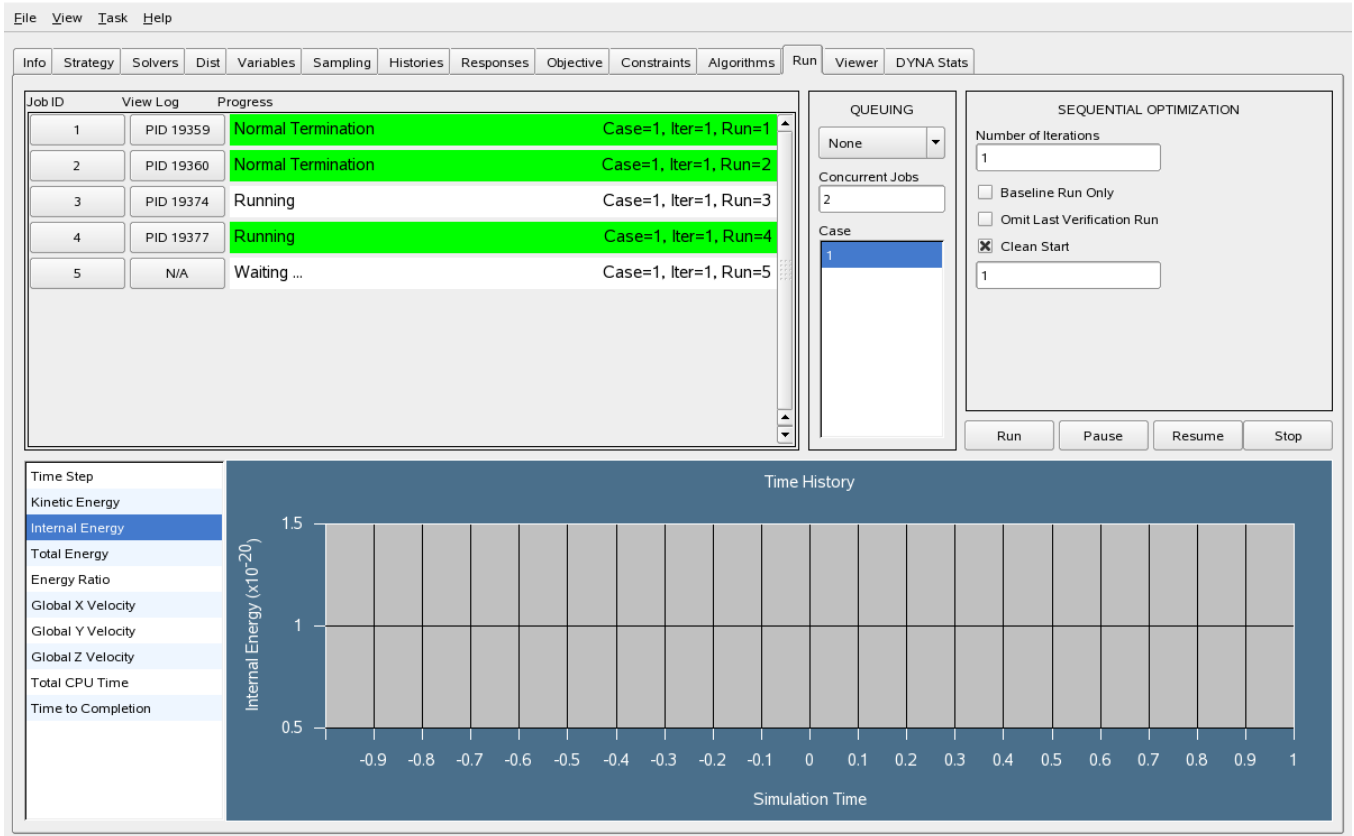 File View Task Help
Info Strategy Solvers Dist Variables Sampling Histories Responses Objective Constraints Algorithms Run Viewer DYNA Stats
Job ID View Log Progress
1 PID 19359 Normal Termination Case=1, Iter=1, Run=1
2 PID 19360 Normal Termination Case=1, Iter=1, Run=2
3 PID 19374 Running Case=1, Iter=1, Run=3
4 PID 19377 Running Case=1, Iter=1, Run=4
5 N/A Waiting ... Case=1, Iter=1, Run=5
QUEUING
None
Concurrent Jobs
2
Case
1
SEQUENTIAL OPTIMIZATION
Number of Iterations
1
Baseline Run Only
Omit Last Verification Run
Clean Start
1
Run Pause Resume Stop
Time Step
Kinetic Energy
Internal Energy
Total Energy
Energy Ratio
Global X Velocity
Global Y Velocity
Global Z Velocity
Total CPU Time
Time to Completion
Time History
Internal Energy (x10⁻²⁰)
1.5
1
0.5
-0.9 -0.8 -0.7 -0.6 -0.5 -0.4 -0.3 -0.2 -0.1 0 0.1 0.2 0.3 0.4 0.5 0.6 0.7 0.8 0.9 1
Simulation Time